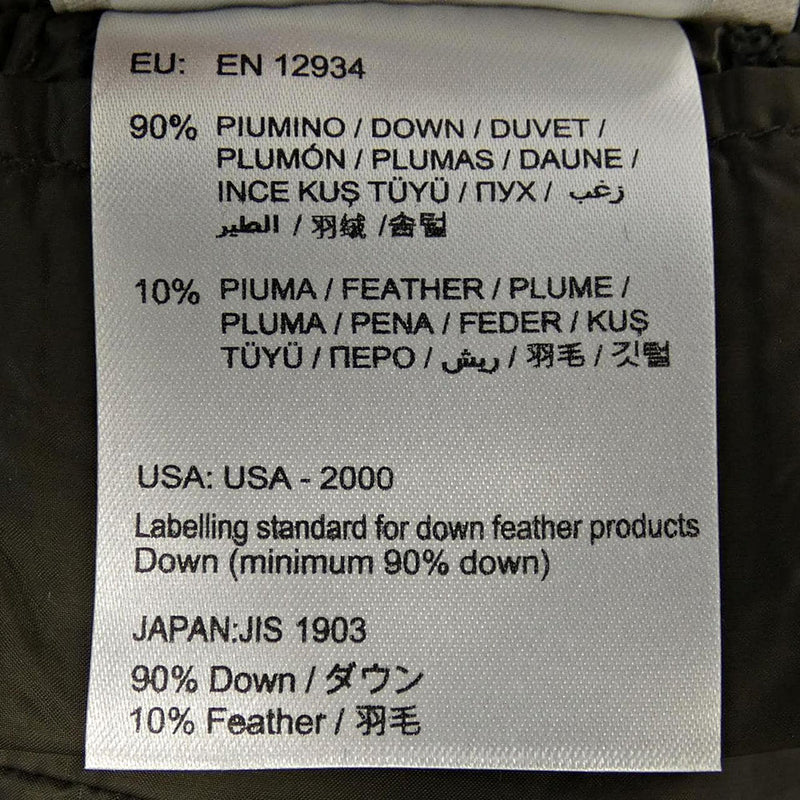 EU: EN 12934
90% PIUMINO / DOWN / DUVET /
PLUMÓN / PLUMAS / DAUNE /
INCE KUŞ TÜYÜ / ПУХ / زغب
الطير / 羽绒 /솜털
10% PIUMA / FEATHER / PLUME /
PLUMA / PENA / FEDER / KUŞ
TÜYÜ / ПЕРО / ريش / 羽毛 / 깃털
USA: USA - 2000
Labelling standard for down feather products
Down (minimum 90% down)
JAPAN:JIS 1903
90% Down / ダウン
10% Feather / 羽毛